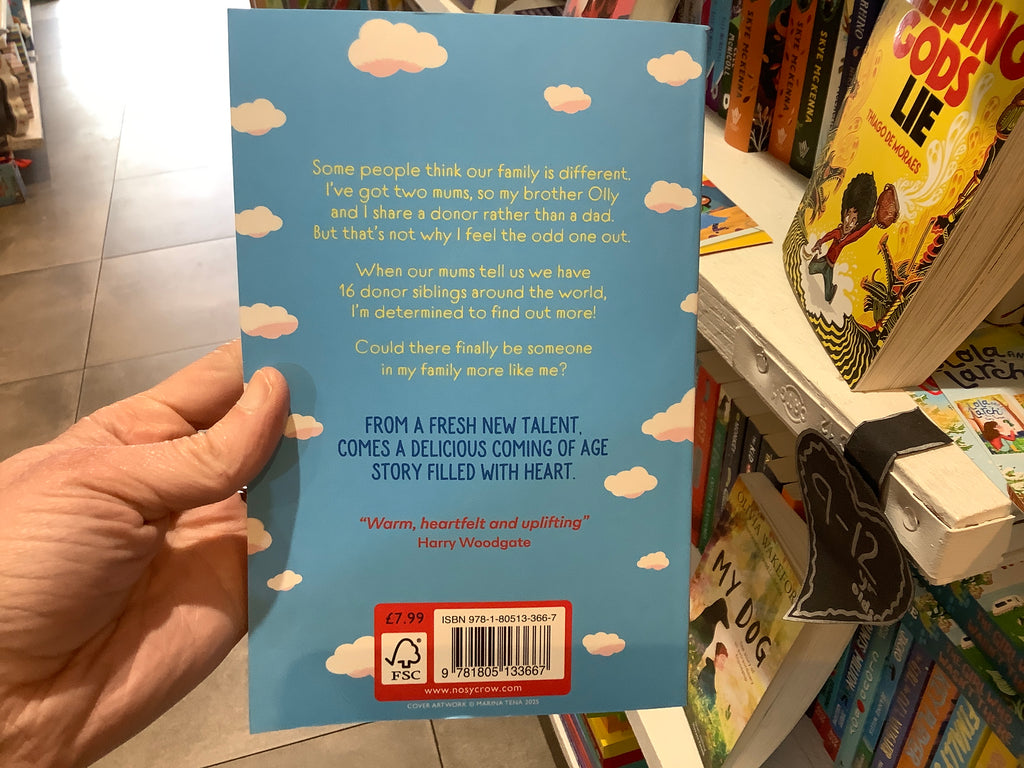 Some people think our family is different.
I've got two mums, so my brother Olly
and I share a donor rather than a dad.
But that's not why I feel the odd one out.
When our mums tell us we have
16 donor siblings around the world,
I'm determined to find out more!
Could there finally be someone
in my family more like me?
FROM A FRESH NEW TALENT,
COMES A DELICIOUS COMING OF AGE
STORY FILLED WITH HEART.
"Warm, heartfelt and uplifting"
Harry Woodgate
£7.99
ISBN 978-1-80513-366-7
FSC
9 781805 133667
www.nosycrow.com
COVER ARTWORK © MARINA TENA 2025
SKYE MCKENNA
SKYE MCKENNA
SKYE
GODS
LIE
THIAGO DE MORAES
MY DOG